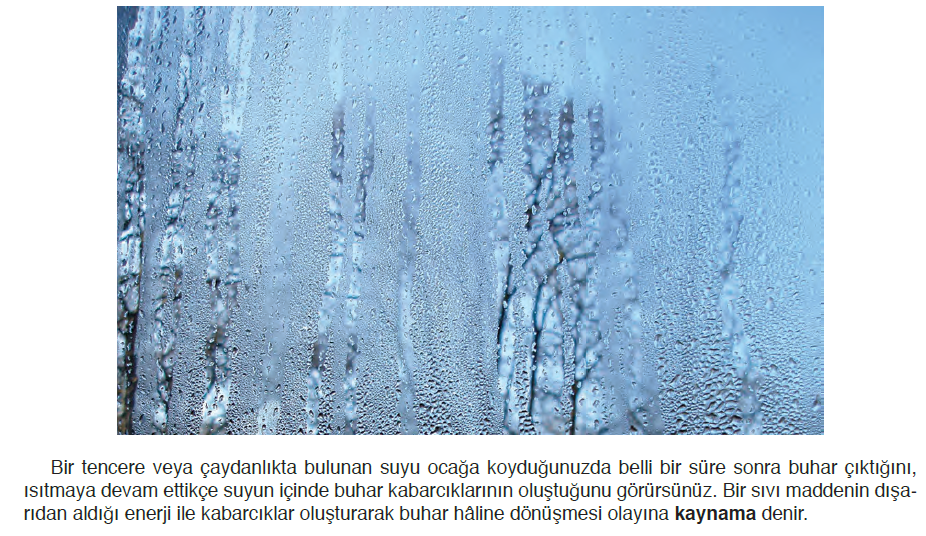 Bir tencere veya çaydanlıkta bulunan suyu ocağa koyduğunuzda belli bir süre sonra buhar çıktığını,
ısıtmaya devam ettikçe suyun içinde buhar kabarcıklarının oluştuğunu görürsünüz. Bir sıvı maddenin dışa-
rıdan aldığı enerji ile kabarcıklar oluşturarak buhar hâline dönüşmesi olayına kaynama denir.